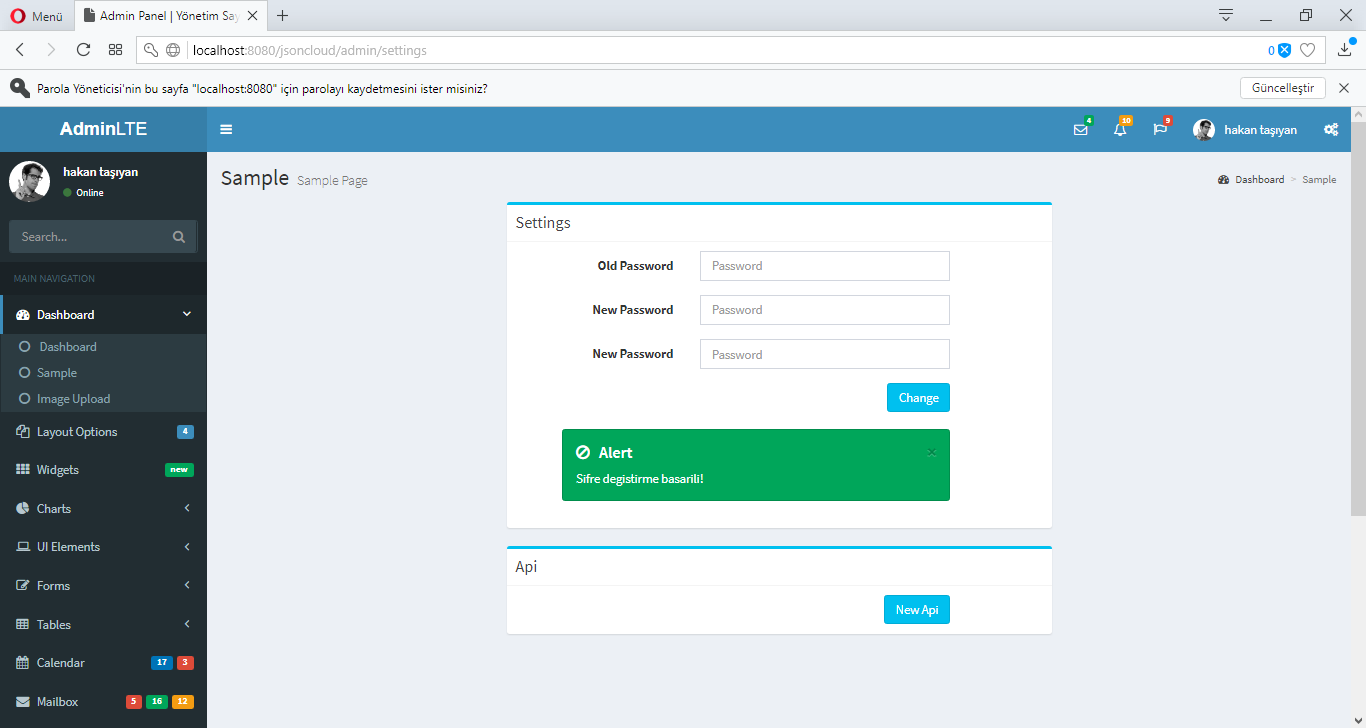 Menü
Admin Panel | Yönetim Say
localhost:8080/jsoncloud/admin/settings
0
Parola Yöneticisi'nin bu sayfa "localhost:8080" için parolayı kaydetmesini ister misiniz?
Güncelleştir
AdminLTE
4
10
9
hakan taşıyan
hakan taşıyan
Online
Search...
MAIN NAVIGATION
Dashboard
Dashboard
Sample
Image Upload
Layout Options 4
Widgets new
Charts
UI Elements
Forms
Tables
Calendar 17 3
Mailbox 5 16 12
Sample Sample Page
Dashboard > Sample
Settings
Old Password Password
New Password Password
New Password Password
Change
Alert ×
Sifre degistirme basarili!
Api
New Api